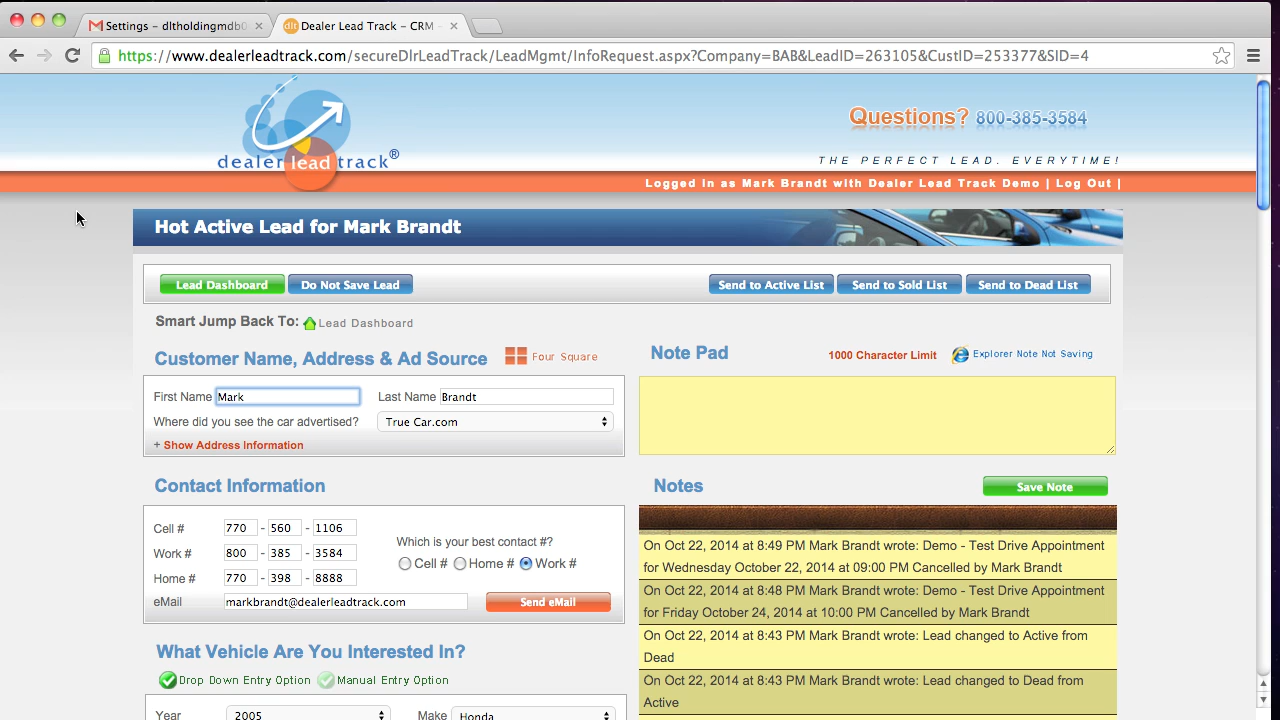 Settings – dltholdingmdb0
dlt Dealer Lead Track – CRM –
https://www.dealerleadtrack.com/secureDlrLeadTrack/LeadMgmt/InfoRequest.aspx?Company=BAB&LeadID=263105&CustID=253377&SID=4
dealer lead track®
Questions? 800-385-3584
THE PERFECT LEAD. EVERYTIME!
Logged in as Mark Brandt with Dealer Lead Track Demo | Log Out |
Hot Active Lead for Mark Brandt
Lead Dashboard Do Not Save Lead Send to Active List Send to Sold List Send to Dead List
Smart Jump Back To: Lead Dashboard
Customer Name, Address & Ad Source Four Square
First Name Mark Last Name Brandt
Where did you see the car advertised? True Car.com
+ Show Address Information
Note Pad 1000 Character Limit Explorer Note Not Saving
Contact Information
Cell # 770 - 560 - 1106
Work # 800 - 385 - 3584
Home # 770 - 398 - 8888
Which is your best contact #?
Cell # Home # Work #
eMail markbrandt@dealerleadtrack.com Send eMail
Notes Save Note
On Oct 22, 2014 at 8:49 PM Mark Brandt wrote: Demo - Test Drive Appointment
for Wednesday October 22, 2014 at 09:00 PM Cancelled by Mark Brandt
On Oct 22, 2014 at 8:48 PM Mark Brandt wrote: Demo - Test Drive Appointment
for Friday October 24, 2014 at 10:00 PM Cancelled by Mark Brandt
On Oct 22, 2014 at 8:43 PM Mark Brandt wrote: Lead changed to Active from
Dead
On Oct 22, 2014 at 8:43 PM Mark Brandt wrote: Lead changed to Dead from
Active
What Vehicle Are You Interested In?
Drop Down Entry Option Manual Entry Option
Year 2005 Make Honda